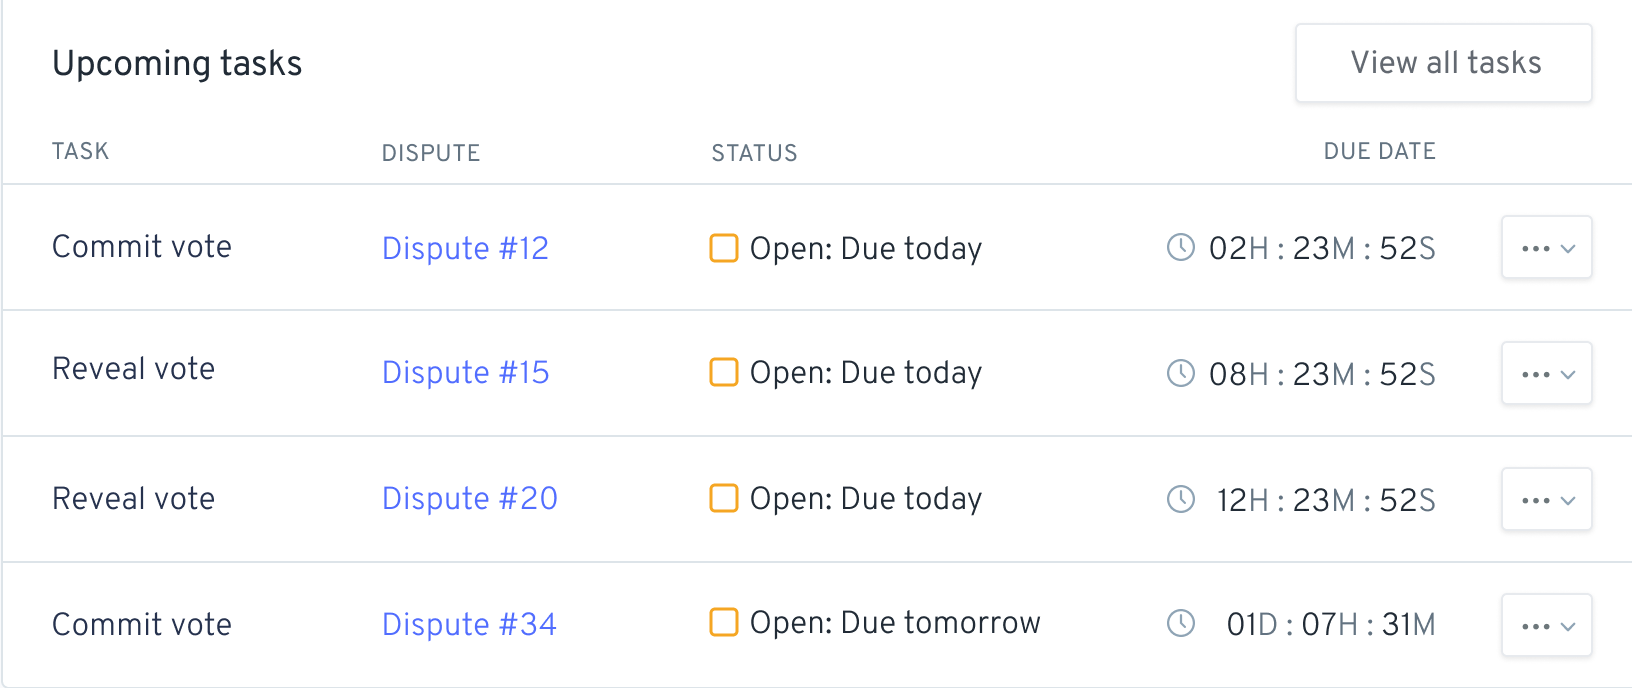 Upcoming tasks
View all tasks
TASK DISPUTE STATUS DUE DATE
Commit vote Dispute #12 Open: Due today 02H : 23M : 52S
Reveal vote Dispute #15 Open: Due today 08H : 23M : 52S
Reveal vote Dispute #20 Open: Due today 12H : 23M : 52S
Commit vote Dispute #34 Open: Due tomorrow 01D : 07H : 31M